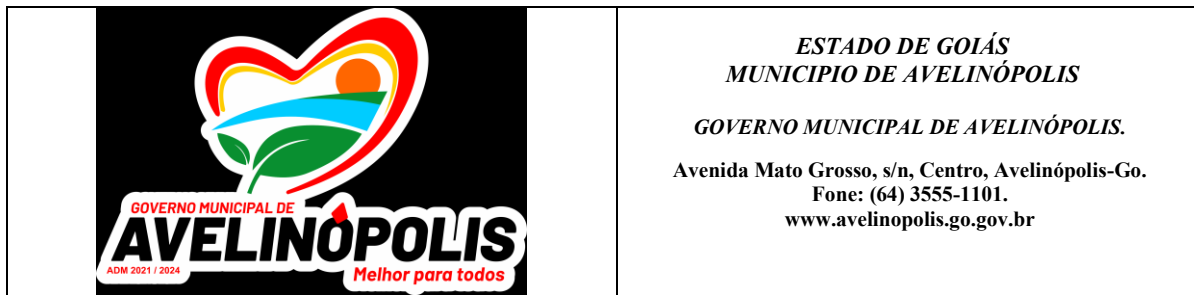 GOVERNO MUNICIPAL DE
AVELINÓPOLIS
ADM 2021 / 2024
Melhor para todos
ESTADO DE GOIÁS
MUNICIPIO DE AVELINÓPOLIS
GOVERNO MUNICIPAL DE AVELINÓPOLIS.
Avenida Mato Grosso, s/n, Centro, Avelinópolis-Go.
Fone: (64) 3555-1101.
www.avelinopolis.go.gov.br